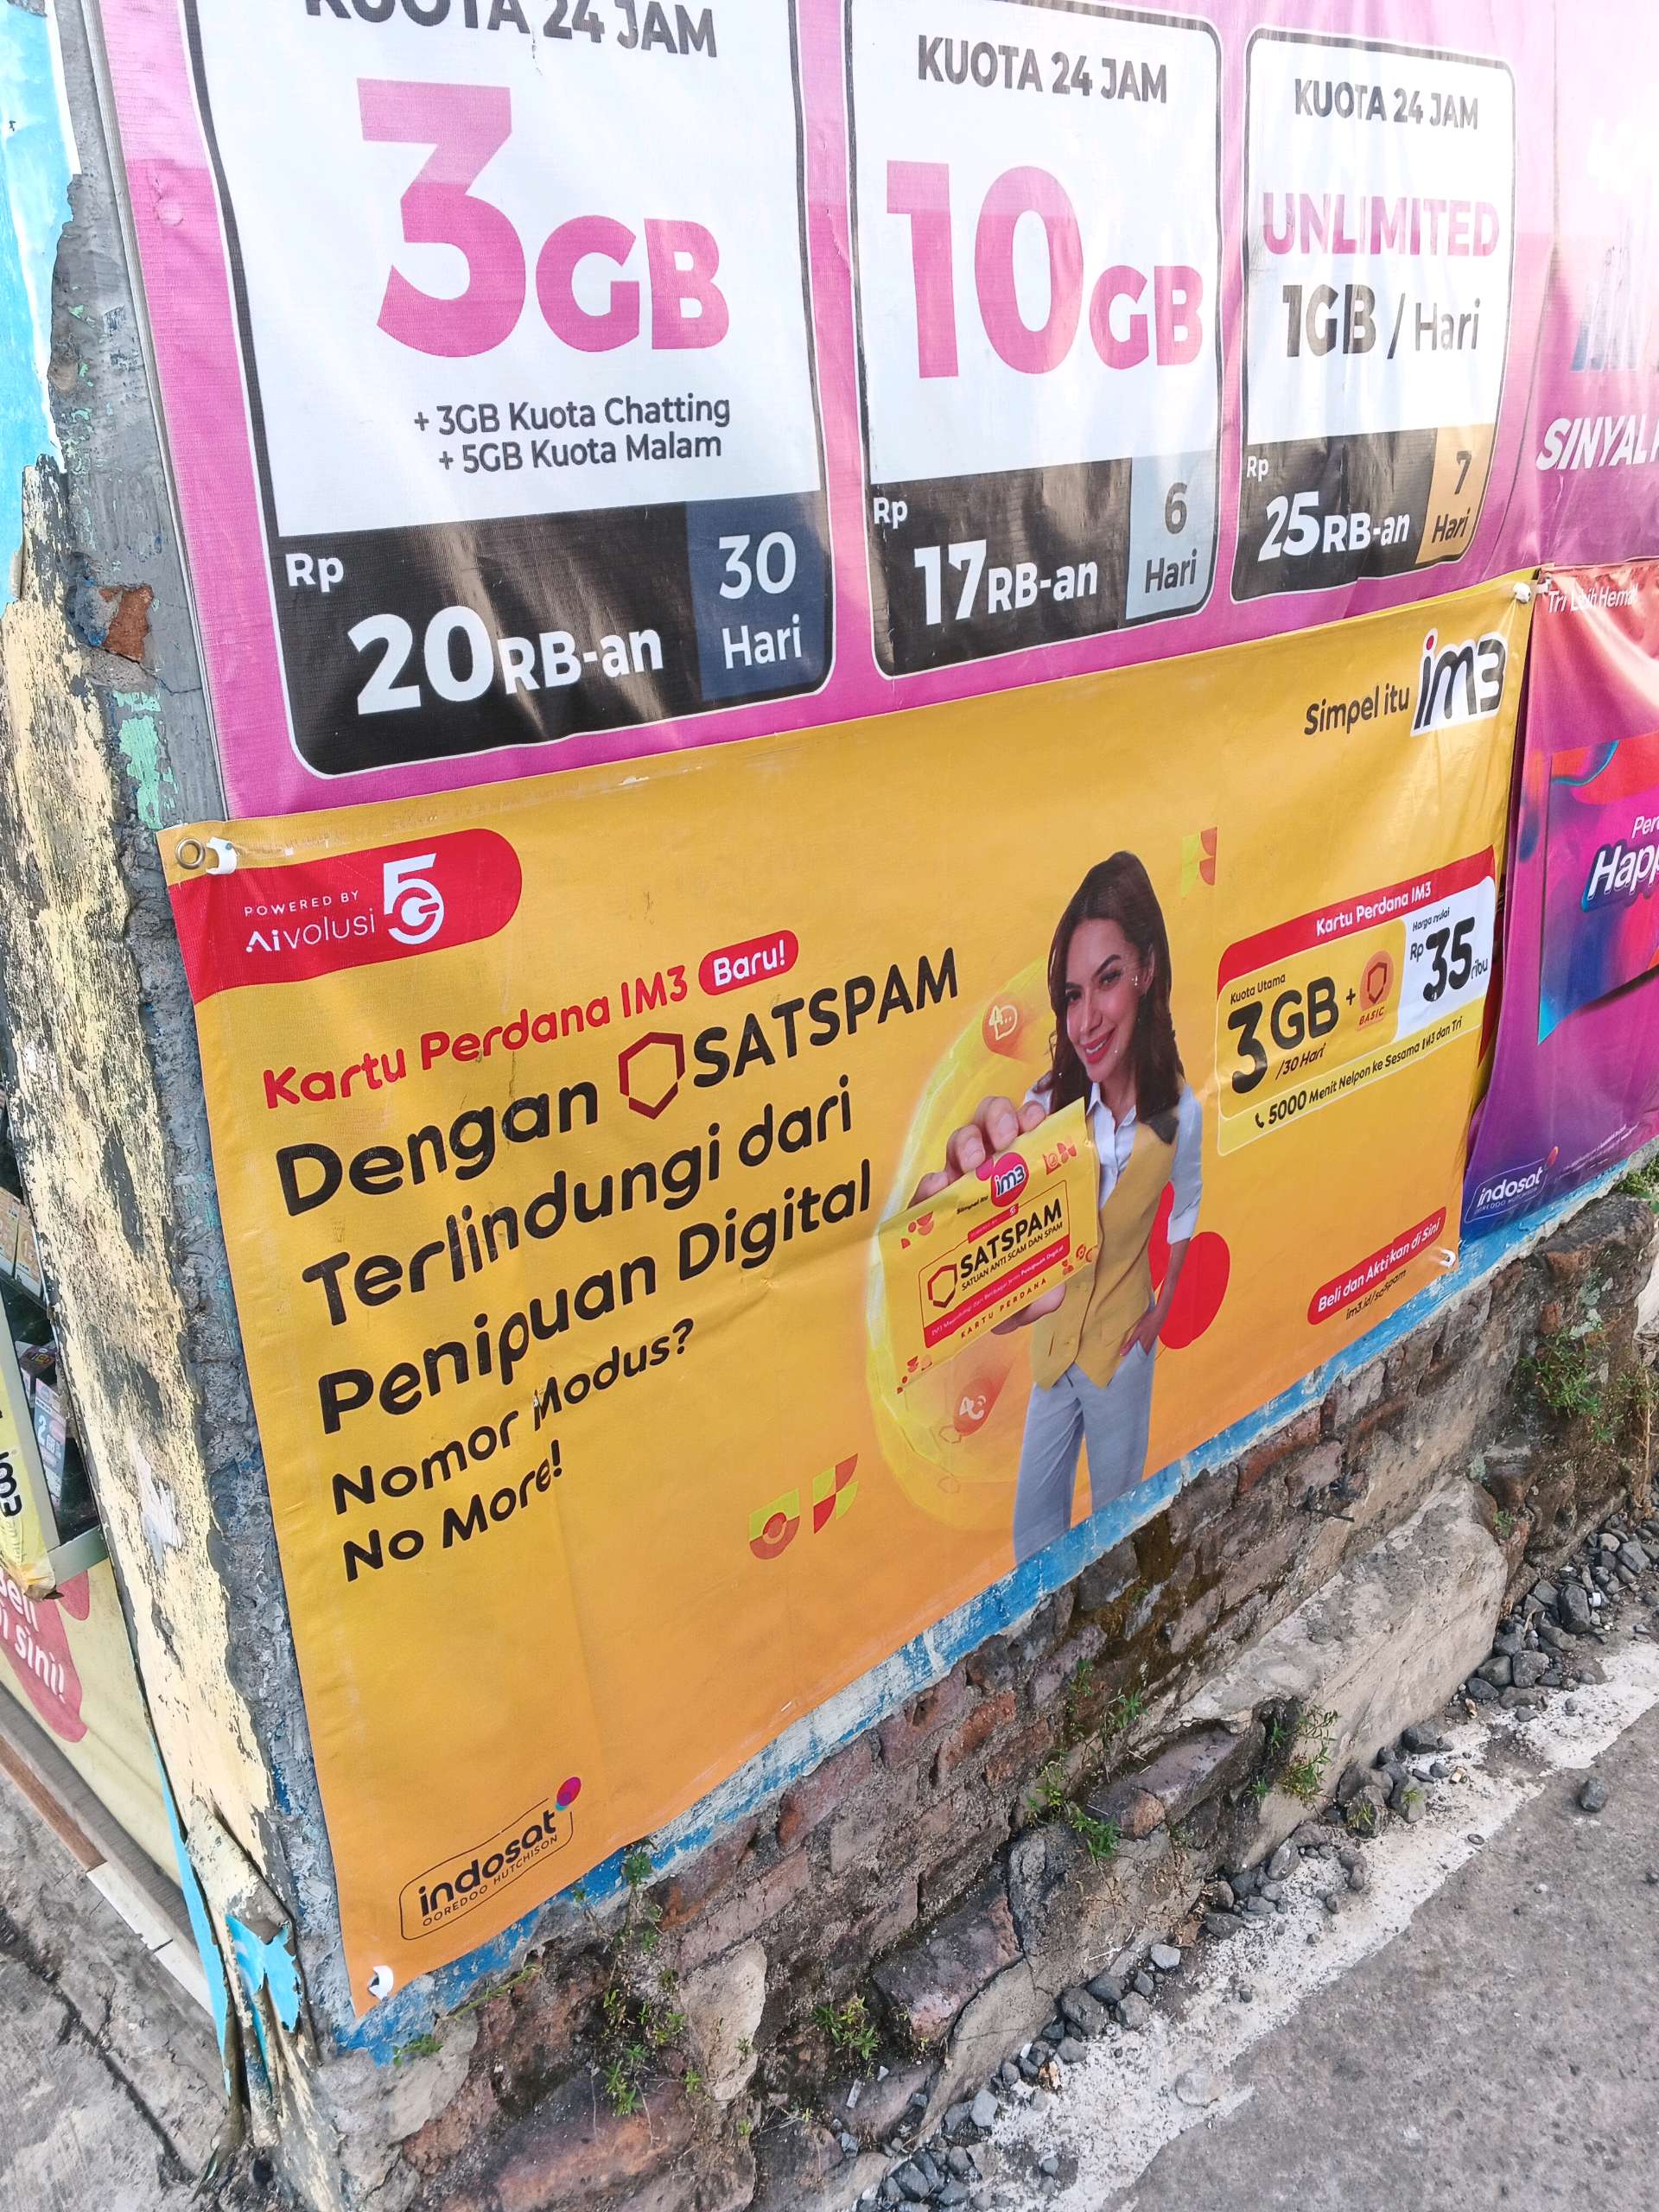 KUOTA 24 JAM
3GB
+ 3GB Kuota Chatting
+ 5GB Kuota Malam
Rp
20RB-an
30
Hari
KUOTA 24 JAM
10GB
Rp
17RB-an
6
Hari
KUOTA 24 JAM
UNLIMITED
1GB / Hari
Rp
25RB-an
7
Hari
SINYAL
Simpel itu im3
POWERED BY
Aivolusi 5G
Kartu Perdana IM3 Baru!
Dengan SATSPAM
Terlindungi dari
Penipuan Digital
Nomor Modus?
No More!
im3
SATSPAM
SATUAN ANTI SCAM DAN SPAM
KARTU PERDANA
Kartu Perdana IM3
Kuota Utama
3GB
/30 Hari
+
BASIC
Harga mulai
Rp 35 ribu
5000 Menit Nelpon ke Sesama IM3 dan Tri
Beli dan Aktifkan di Sini
im3.id/satspam
indosat
OOREDOO HUTCHISON
Happ
indosat